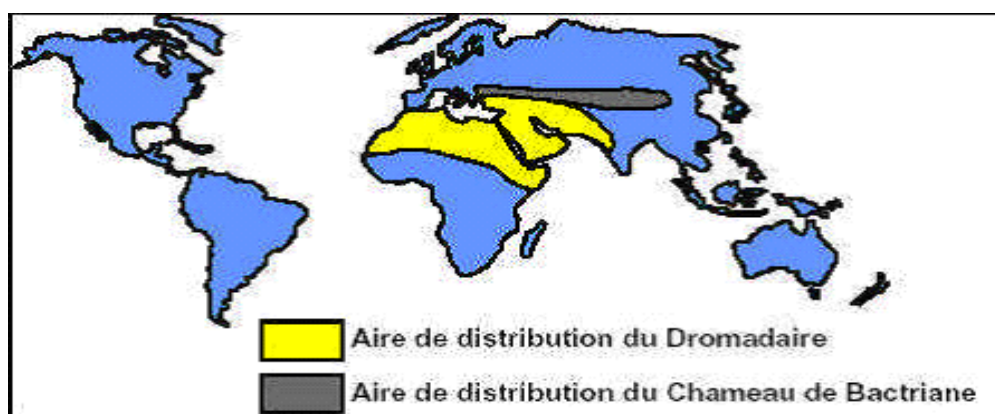 Aire de distribution du Dromadaire
Aire de distribution du Chameau de Bactriane